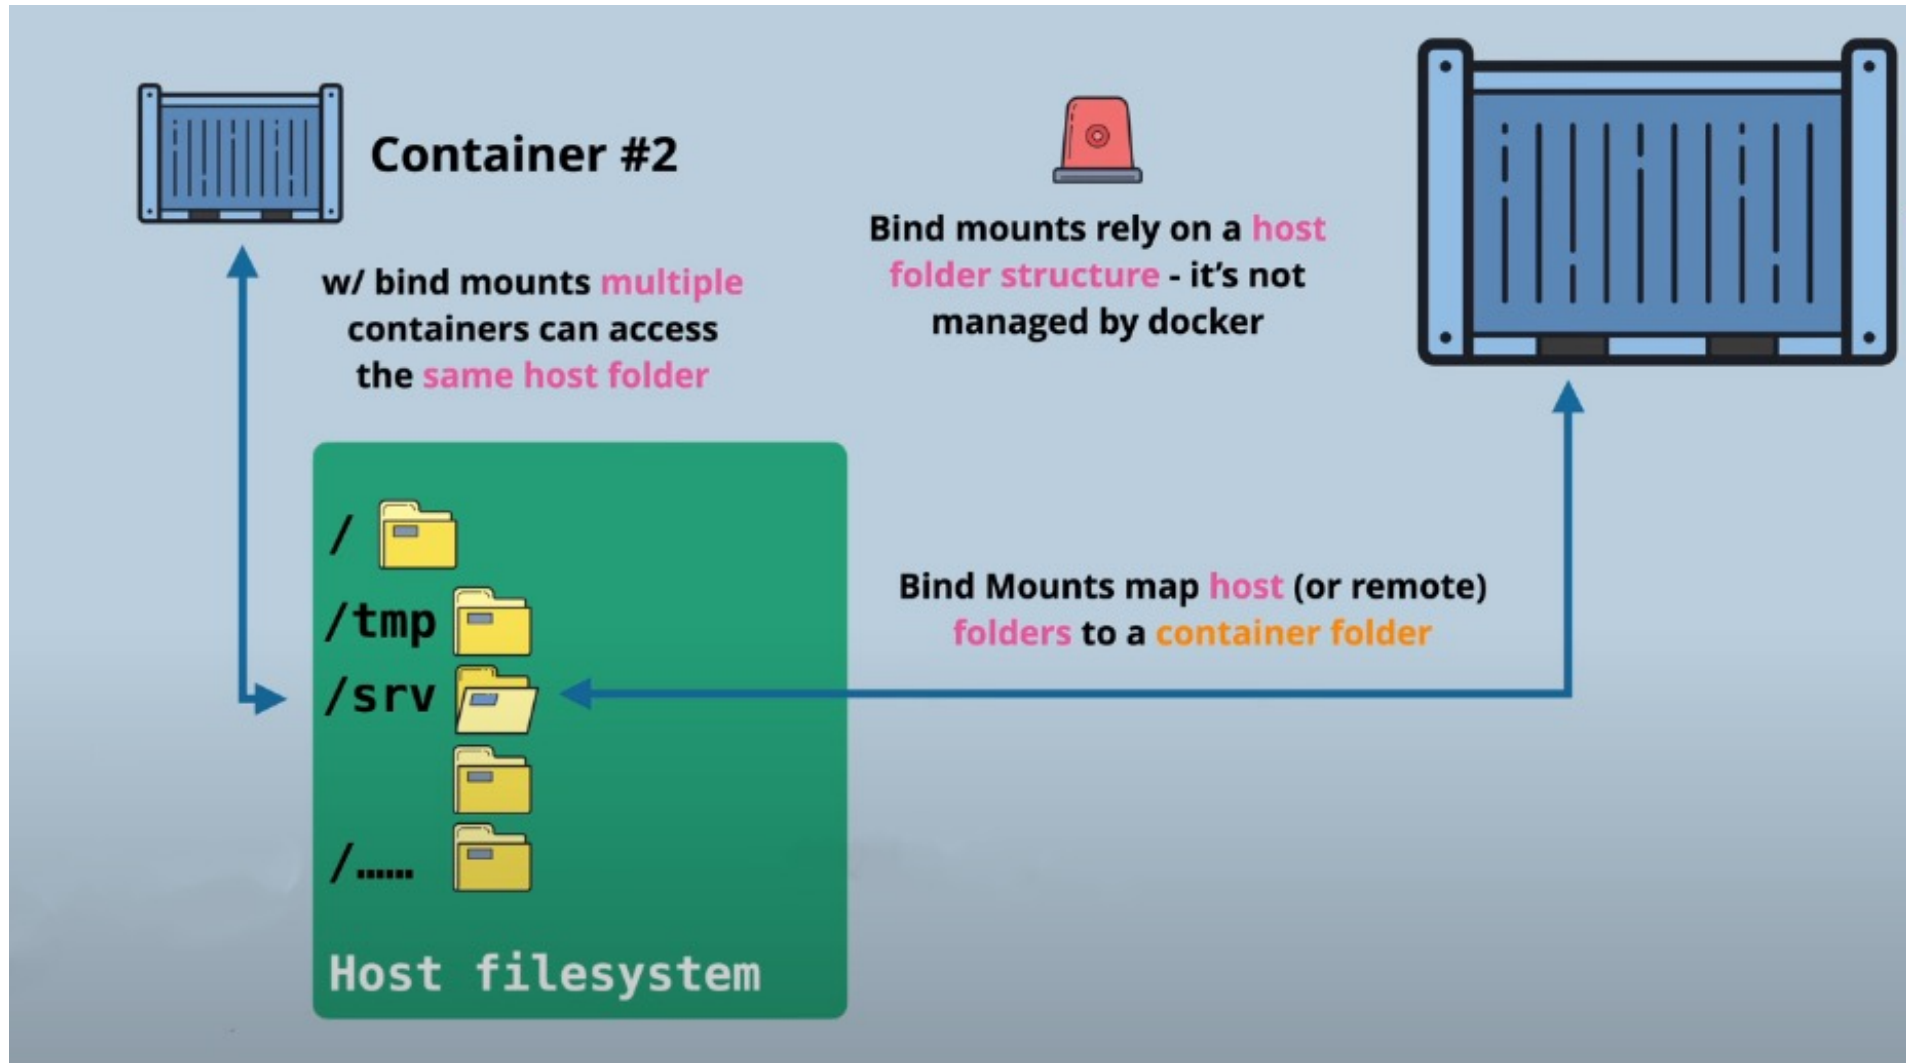 Container #2
w/ bind mounts multiple
containers can access
the same host folder
Bind mounts rely on a host
folder structure - it's not
managed by docker
/
/tmp
/srv
/......
Host filesystem
Bind Mounts map host (or remote)
folders to a container folder